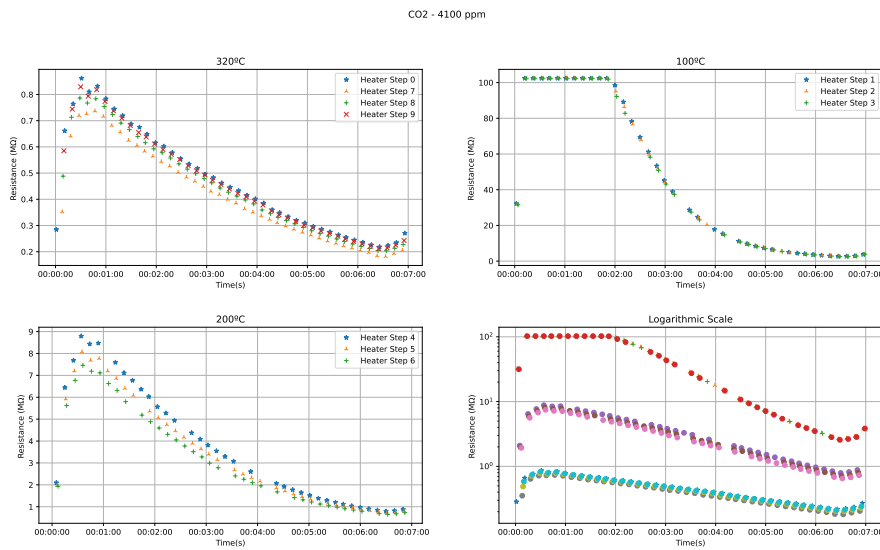 CO2 - 4100 ppm
320ºC
Resistance (MΩ)
0.8
0.7
0.6
0.5
0.4
0.3
0.2
Heater Step 0
Heater Step 7
Heater Step 8
Heater Step 9
00:00:00 00:01:00 00:02:00 00:03:00 00:04:00 00:05:00 00:06:00 00:07:00
Time(s)
100ºC
Resistance (MΩ)
100
80
60
40
20
0
Heater Step 1
Heater Step 2
Heater Step 3
00:00:00 00:01:00 00:02:00 00:03:00 00:04:00 00:05:00 00:06:00 00:07:00
Time(s)
200ºC
Resistance (MΩ)
9
8
7
6
5
4
3
2
1
Heater Step 4
Heater Step 5
Heater Step 6
00:00:00 00:01:00 00:02:00 00:03:00 00:04:00 00:05:00 00:06:00 00:07:00
Time(s)
Logarithmic Scale
Resistance (MΩ)
10²
10¹
10⁰
00:00:00 00:01:00 00:02:00 00:03:00 00:04:00 00:05:00 00:06:00 00:07:00
Time(s)